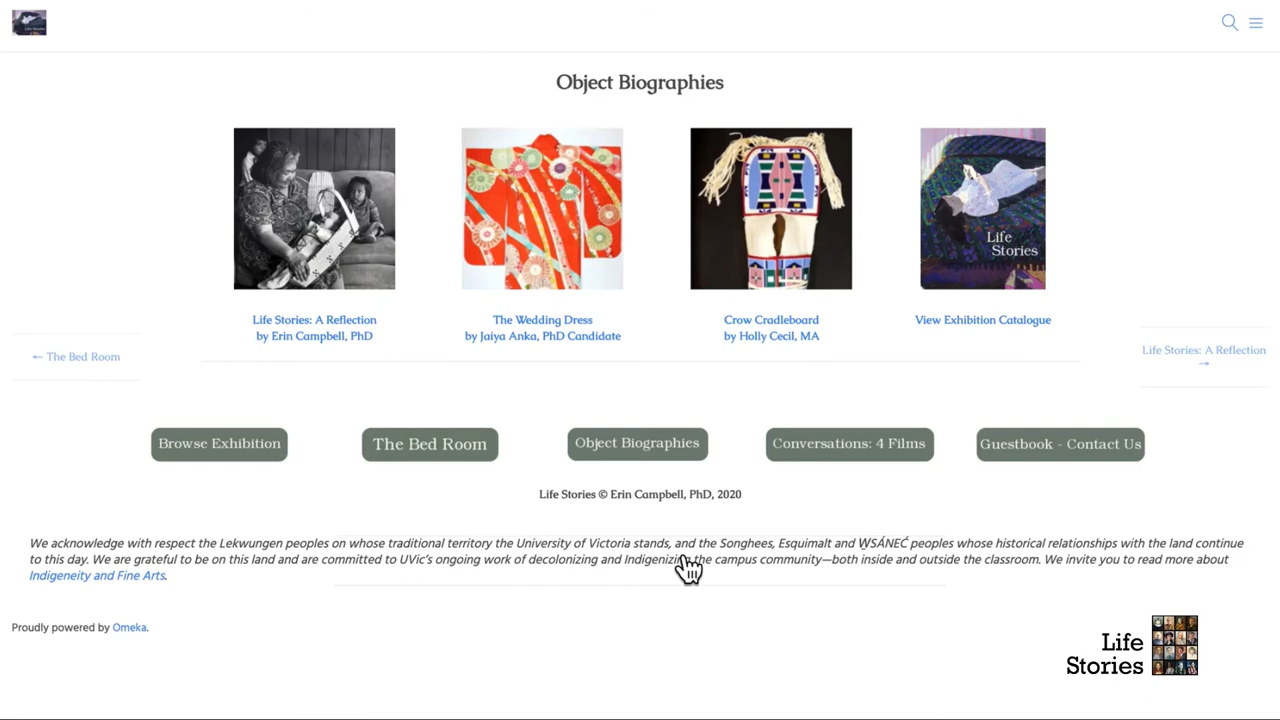 Object Biographies
Life
Stories
Life Stories: A Reflection
by Erin Campbell, PhD
The Wedding Dress
by Jaiya Anka, PhD Candidate
Crow Cradleboard
by Holly Cecil, MA
View Exhibition Catalogue
← The Bed Room
Life Stories: A Reflection
→
Browse Exhibition
The Bed Room
Object Biographies
Conversations: 4 Films
Guestbook - Contact Us
Life Stories © Erin Campbell, PhD, 2020
We acknowledge with respect the Lekwungen peoples on whose traditional territory the University of Victoria stands, and the Songhees, Esquimalt and W̱SÁNEĆ peoples whose historical relationships with the land continue
to this day. We are grateful to be on this land and are committed to UVic’s ongoing work of decolonizing and Indigenizing the campus community—both inside and outside the classroom. We invite you to read more about
Indigeneity and Fine Arts.
Proudly powered by Omeka.
Life
Stories